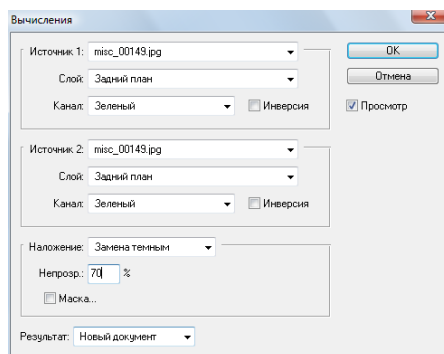 Вычисления
Источник 1: misc_00149.jpg
OK
Слой: Задний план
Отмена
Канал: Зеленый Инверсия
Просмотр
Источник 2: misc_00149.jpg
Слой: Задний план
Канал: Зеленый Инверсия
Наложение: Замена темным
Непрозр.: 70 %
Маска...
Результат: Новый документ